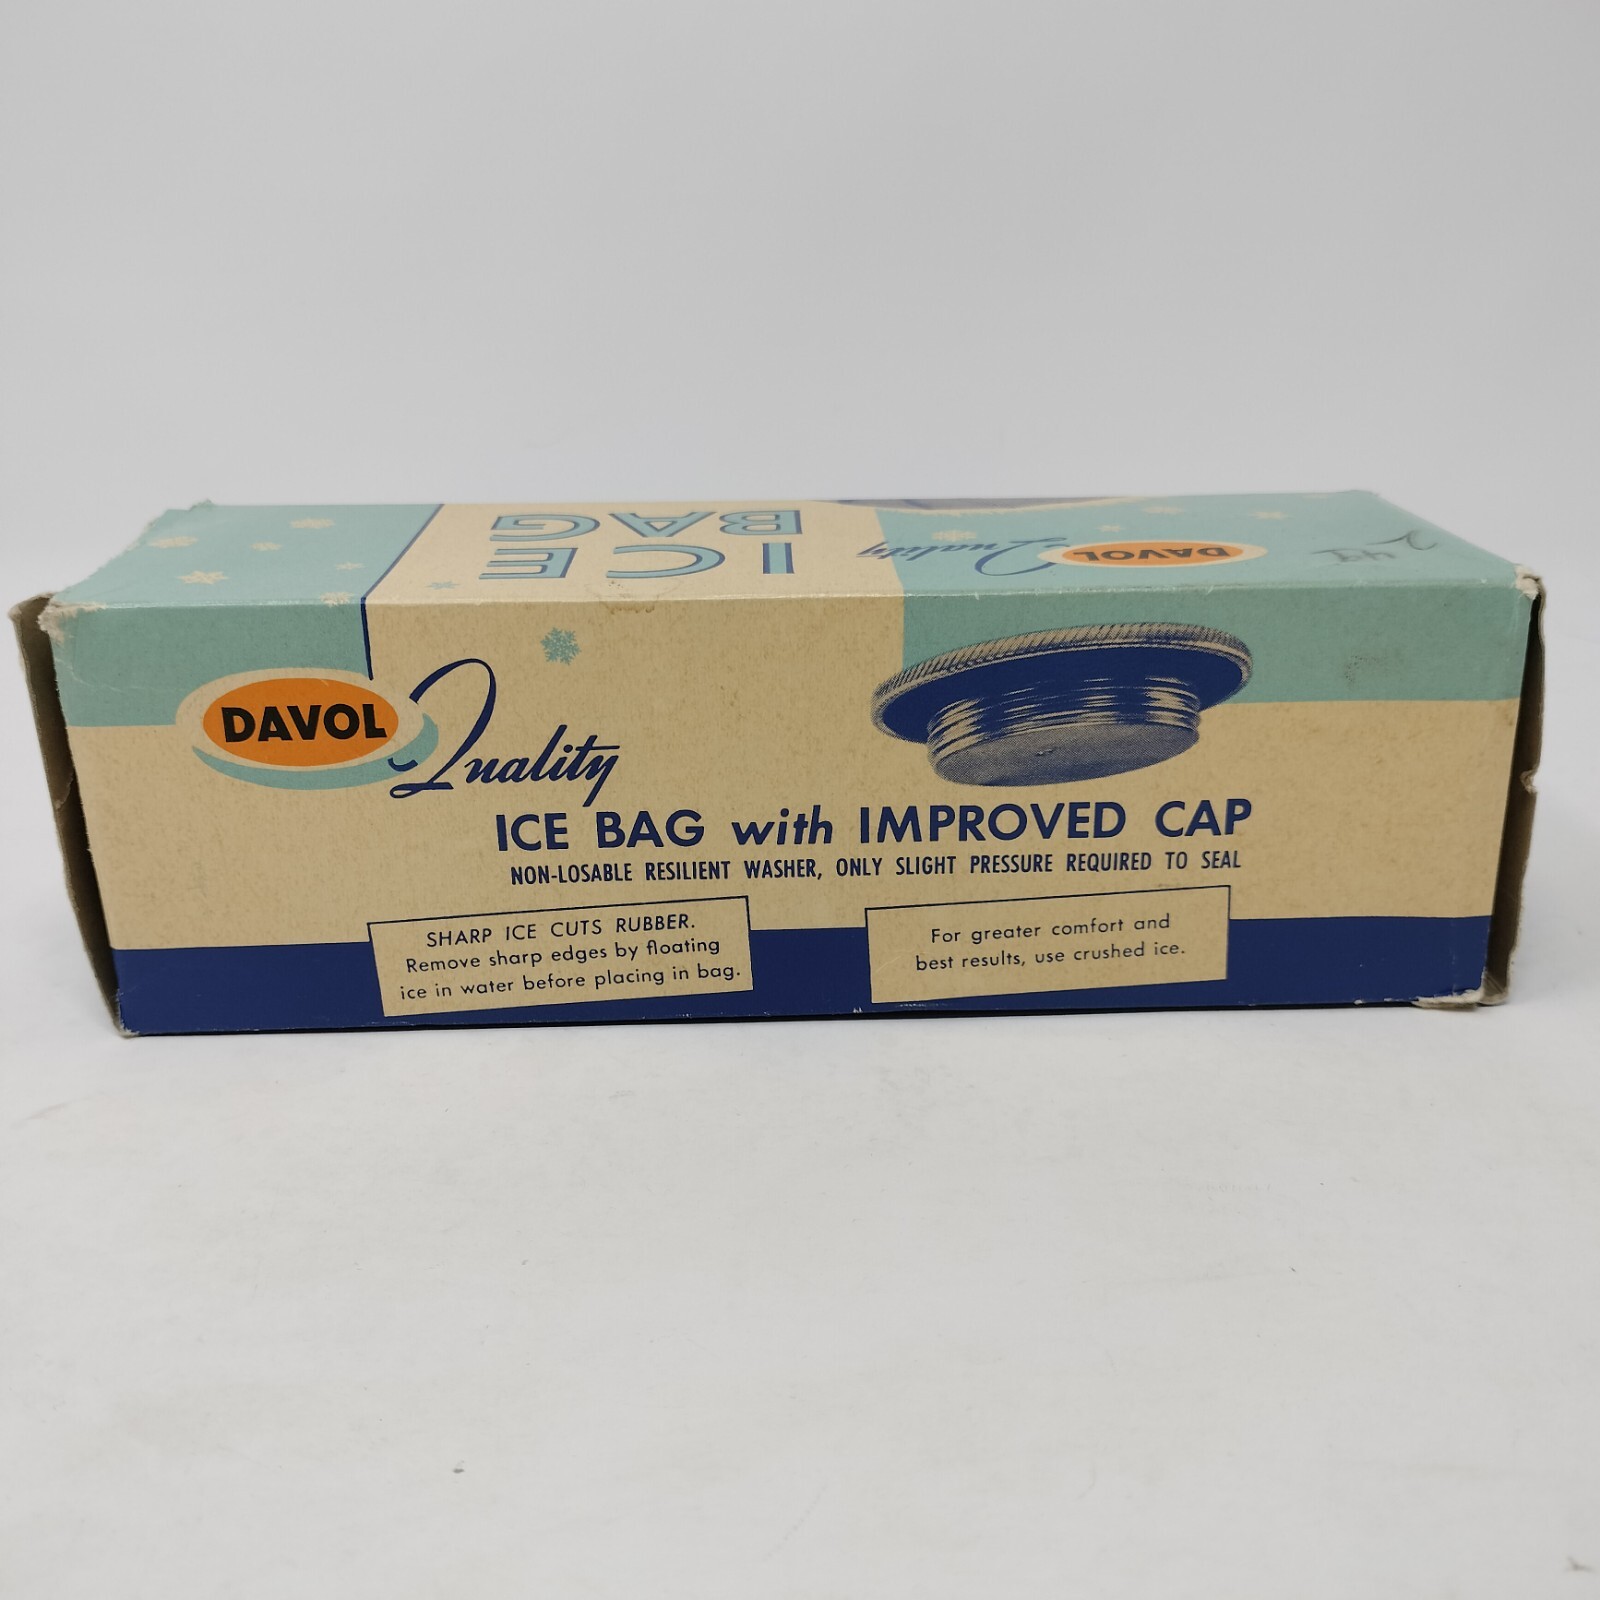 ICE
BAG
Quality
DAVOL
DAVOL
Quality
ICE BAG with IMPROVED CAP
NON-LOSABLE RESILIENT WASHER, ONLY SLIGHT PRESSURE REQUIRED TO SEAL
SHARP ICE CUTS RUBBER.
Remove sharp edges by floating
ice in water before placing in bag.
For greater comfort and
best results, use crushed ice.